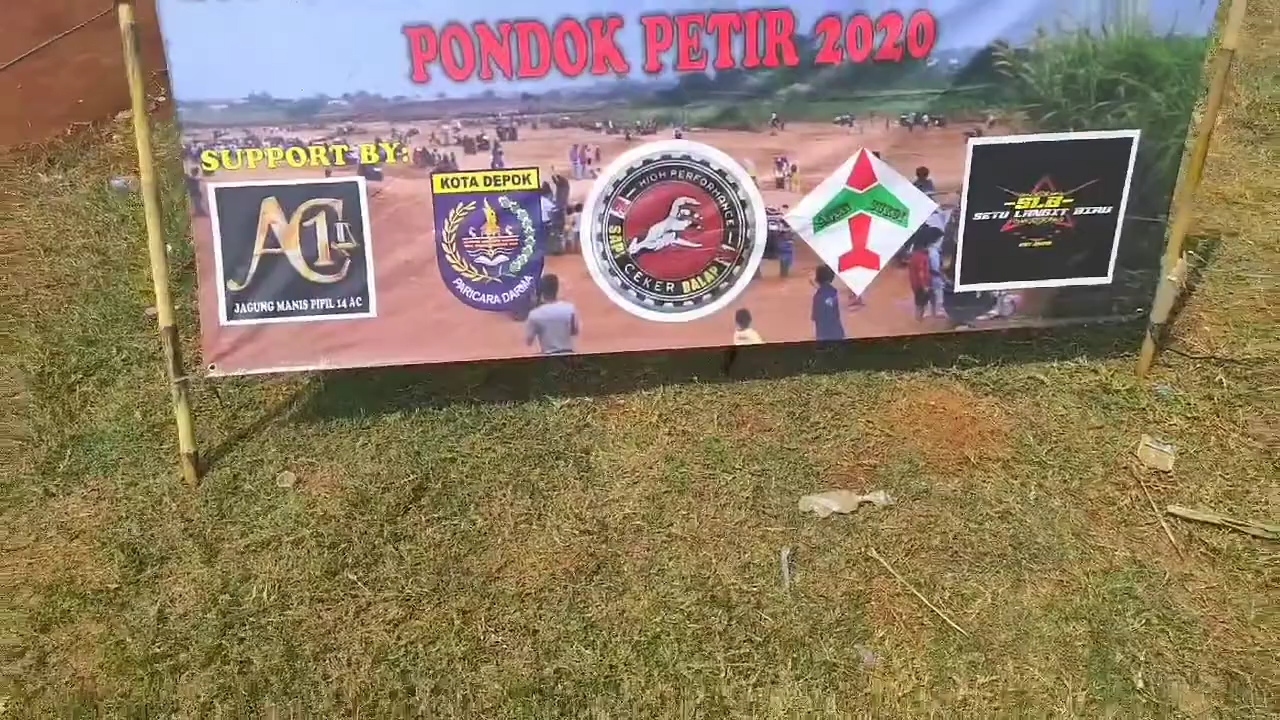 PONDOK PETIR 2020
SUPPORT BY:
JAGUNG MANIS PIPIL 14 AC
KOTA DEPOK
PARICARA DARMA
HIGH PERFORMANCE
SAPI
CEKER BALAP
-SLB-
SETU LANGIT BIRU